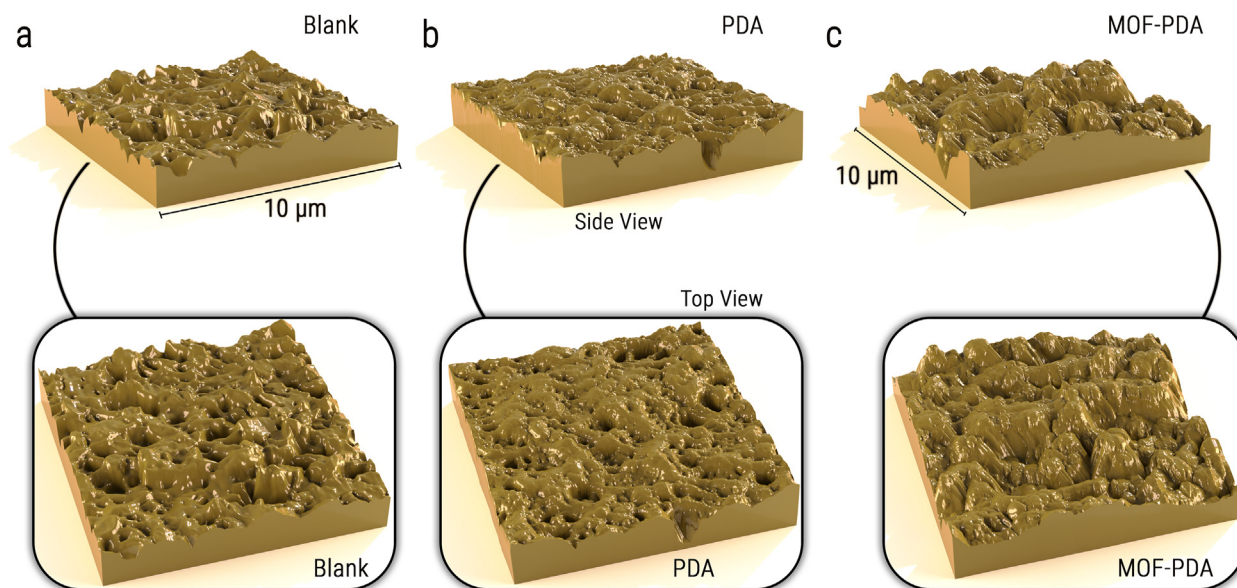 a
Blank
b
PDA
c
MOF-PDA
10 µm
Side View
10 µm
Top View
Blank
PDA
MOF-PDA